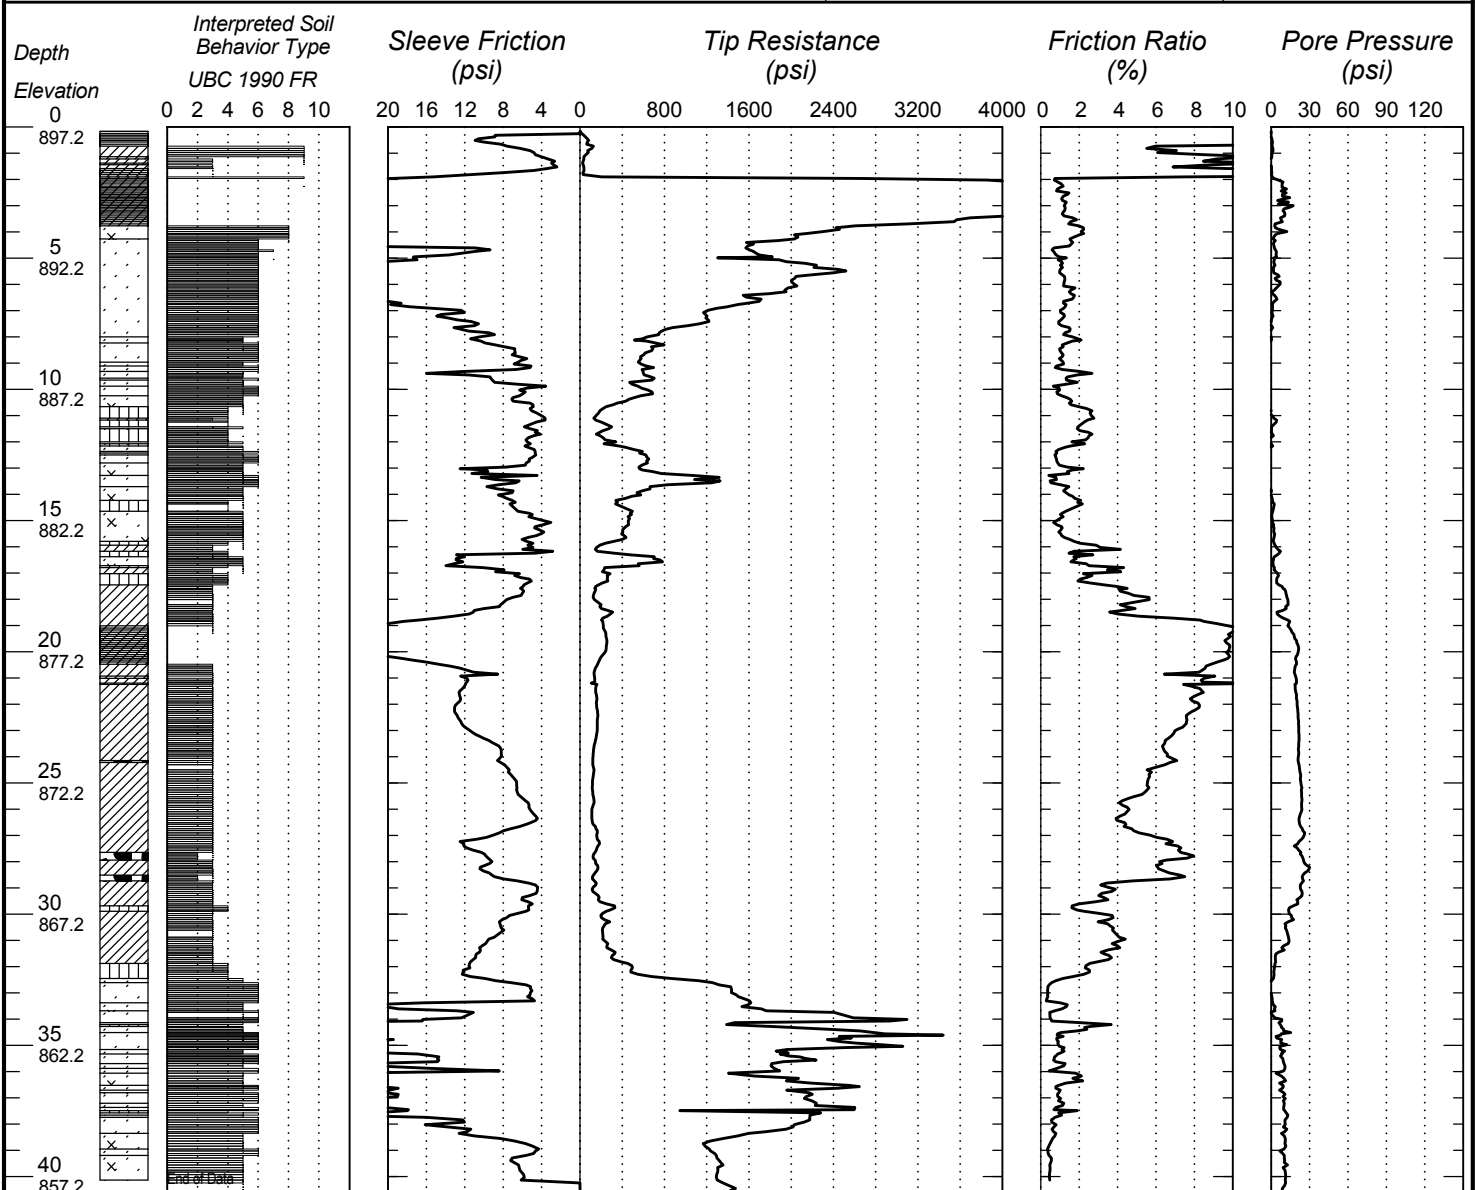 Interpreted Soil
Behavior Type
UBC 1990 FR
Depth
Elevation
Sleeve Friction
(psi)
Tip Resistance
(psi)
Friction Ratio
(%)
Pore Pressure
(psi)
0 2 4 6 8 10
20 16 12 8 4 0
800 1600 2400 3200 4000
0 2 4 6 8 10
0 30 60 90 120
0
897.2
5
892.2
10
887.2
15
882.2
20
877.2
25
872.2
30
867.2
35
862.2
40
857.2
End of Data